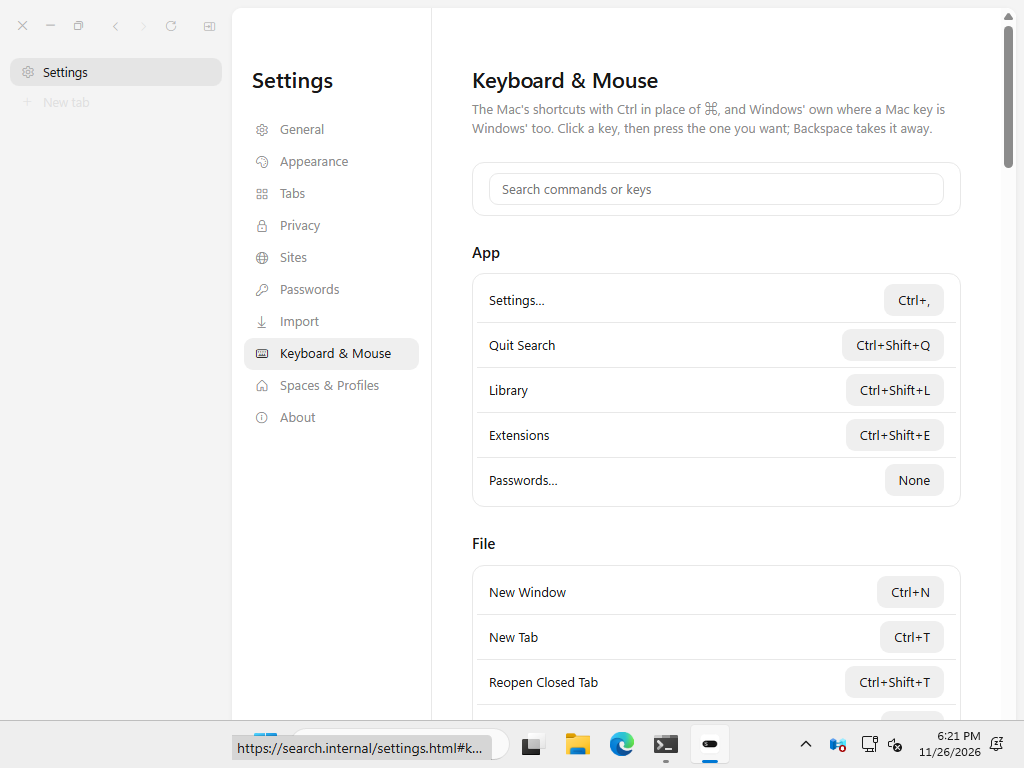 Settings
New tab
Settings
General
Appearance
Tabs
Privacy
Sites
Passwords
Import
Keyboard & Mouse
Spaces & Profiles
About
Keyboard & Mouse
The Mac's shortcuts with Ctrl in place of ⌘, and Windows' own where a Mac key is
Windows' too. Click a key, then press the one you want; Backspace takes it away.
Search commands or keys
App
Settings... Ctrl+,
Quit Search Ctrl+Shift+Q
Library Ctrl+Shift+L
Extensions Ctrl+Shift+E
Passwords... None
File
New Window Ctrl+N
New Tab Ctrl+T
Reopen Closed Tab Ctrl+Shift+T
https://search.internal/settings.html#k...
6:21 PM
11/26/2026